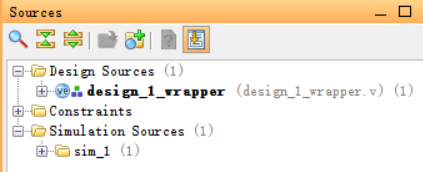 Sources
Design Sources (1)
design_1_wrapper (design_1_wrapper.v) (1)
Constraints
Simulation Sources (1)
sim_1 (1)